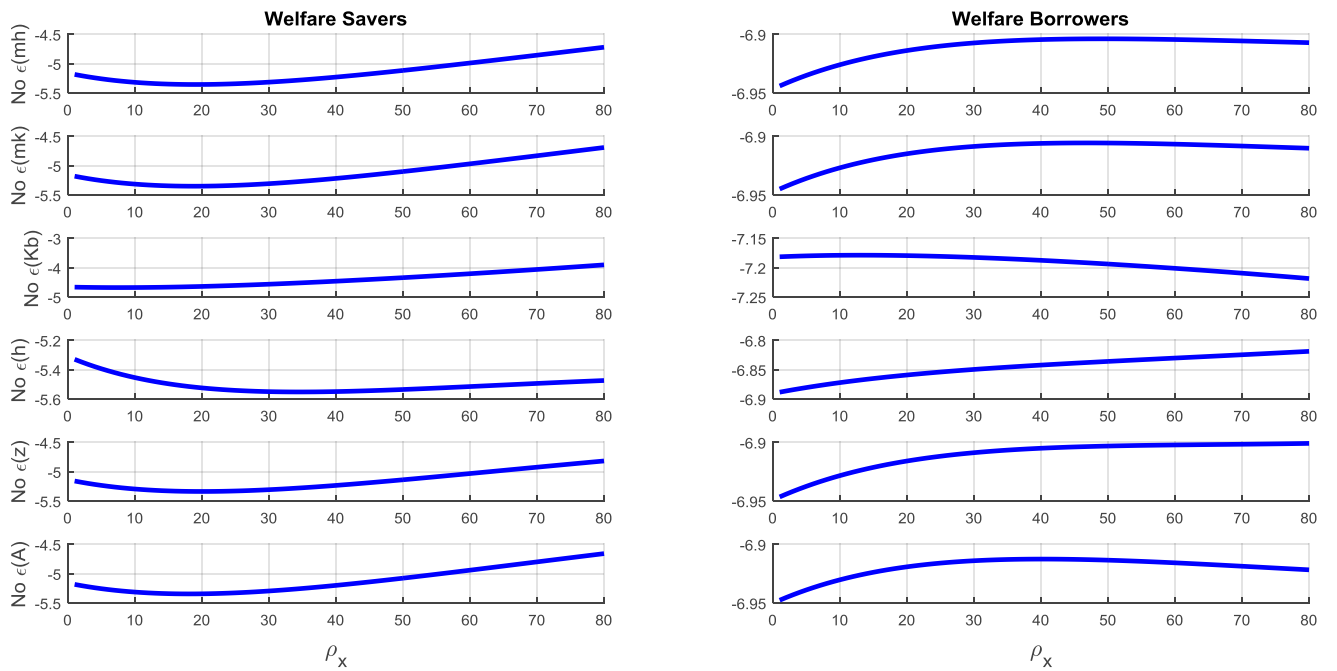 Welfare Savers
No ϵ(mh)
-4.5
-5
-5.5
0 10 20 30 40 50 60 70 80
No ϵ(mk)
-4.5
-5
-5.5
0 10 20 30 40 50 60 70 80
No ϵ(Kb)
-3
-4
-5
0 10 20 30 40 50 60 70 80
No ϵ(h)
-5.2
-5.4
-5.6
0 10 20 30 40 50 60 70 80
No ϵ(z)
-4.5
-5
-5.5
0 10 20 30 40 50 60 70 80
No ϵ(A)
-4.5
-5
-5.5
0 10 20 30 40 50 60 70 80
ρx
Welfare Borrowers
-6.9
-6.95
0 10 20 30 40 50 60 70 80
-6.9
-6.95
0 10 20 30 40 50 60 70 80
-7.15
-7.2
-7.25
0 10 20 30 40 50 60 70 80
-6.8
-6.85
-6.9
0 10 20 30 40 50 60 70 80
-6.9
-6.95
0 10 20 30 40 50 60 70 80
-6.9
-6.95
0 10 20 30 40 50 60 70 80
ρx